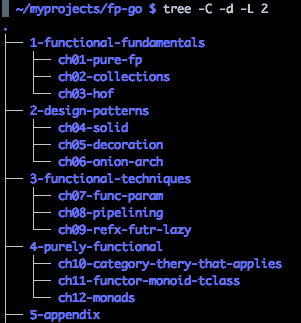 ~/myprojects/fp-go $ tree -C -d -L 2
.
├── 1-functional-fundamentals
│   ├── ch01-pure-fp
│   ├── ch02-collections
│   └── ch03-hof
├── 2-design-patterns
│   ├── ch04-solid
│   ├── ch05-decoration
│   └── ch06-onion-arch
├── 3-functional-techniques
│   ├── ch07-func-param
│   ├── ch08-pipelining
│   └── ch09-refx-futr-lazy
├── 4-purely-functional
│   ├── ch10-category-thery-that-applies
│   ├── ch11-functor-monoid-tclass
│   └── ch12-monads
├── 5-appendix